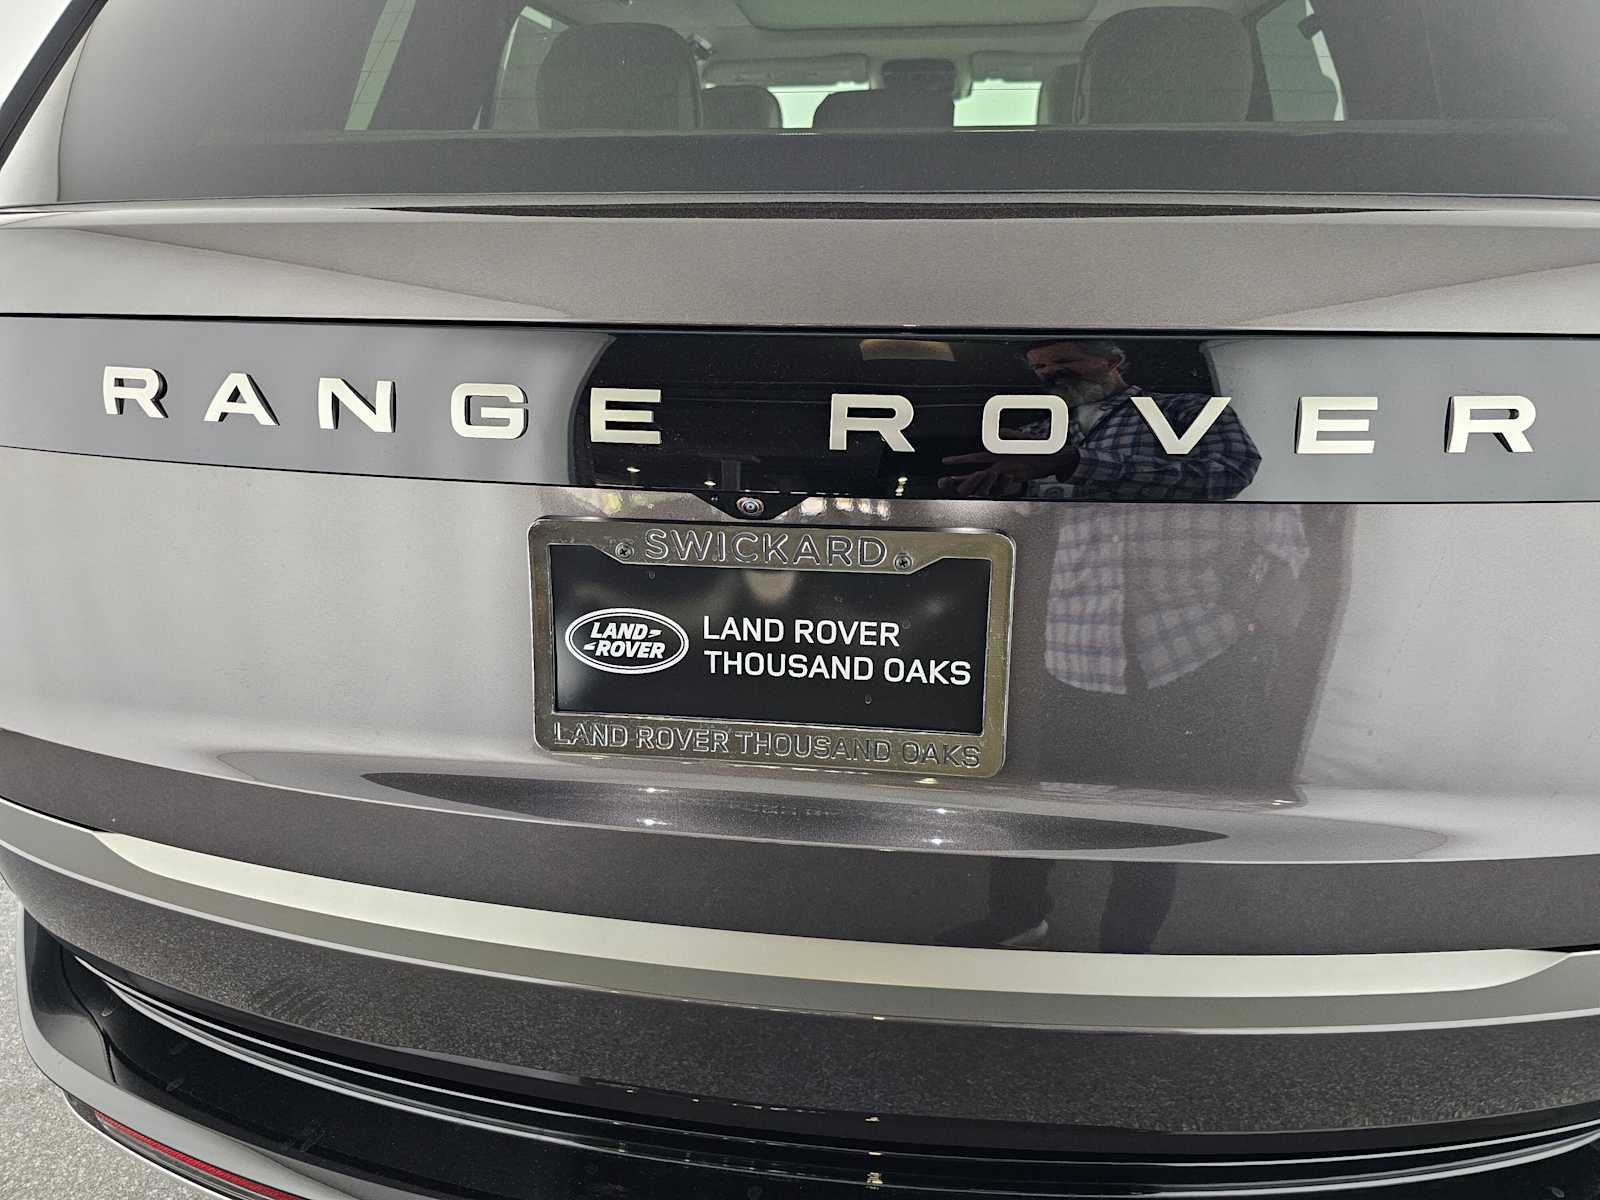 RANGE ROVER
SWICKARD
LAND
ROVER
LAND ROVER
THOUSAND OAKS
LAND ROVER THOUSAND OAKS